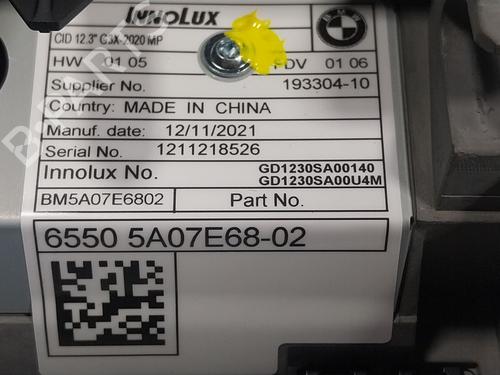 INNOLUX
CID 12.3" G3X-2020 MP
HW 01 05 PDV 01 06
Supplier No. 193304-10
Country: MADE IN CHINA
Manuf. date: 12/11/2021
Serial No. 1211218526
Innolux No. GD1230SA00140
GD1230SA00U4M
BM5A07E6802 Part No.
6550 5A07E68-02